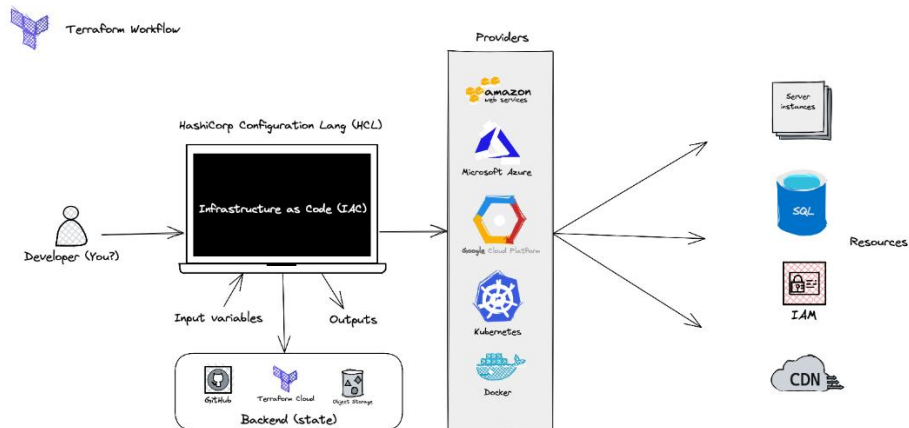 Terraform Workflow
Providers
amazon
web services
Server
instances
HashiCorp Configuration Lang (HCL)
Microsoft Azure
Infrastructure as Code (IAC)
SQL
Developer (You?)
Google Cloud Platform
Resources
Input variables
Outputs
IAM
Kubernetes
CDN
GitHub
Terraform Cloud
Object Storage
Docker
Backend (state)